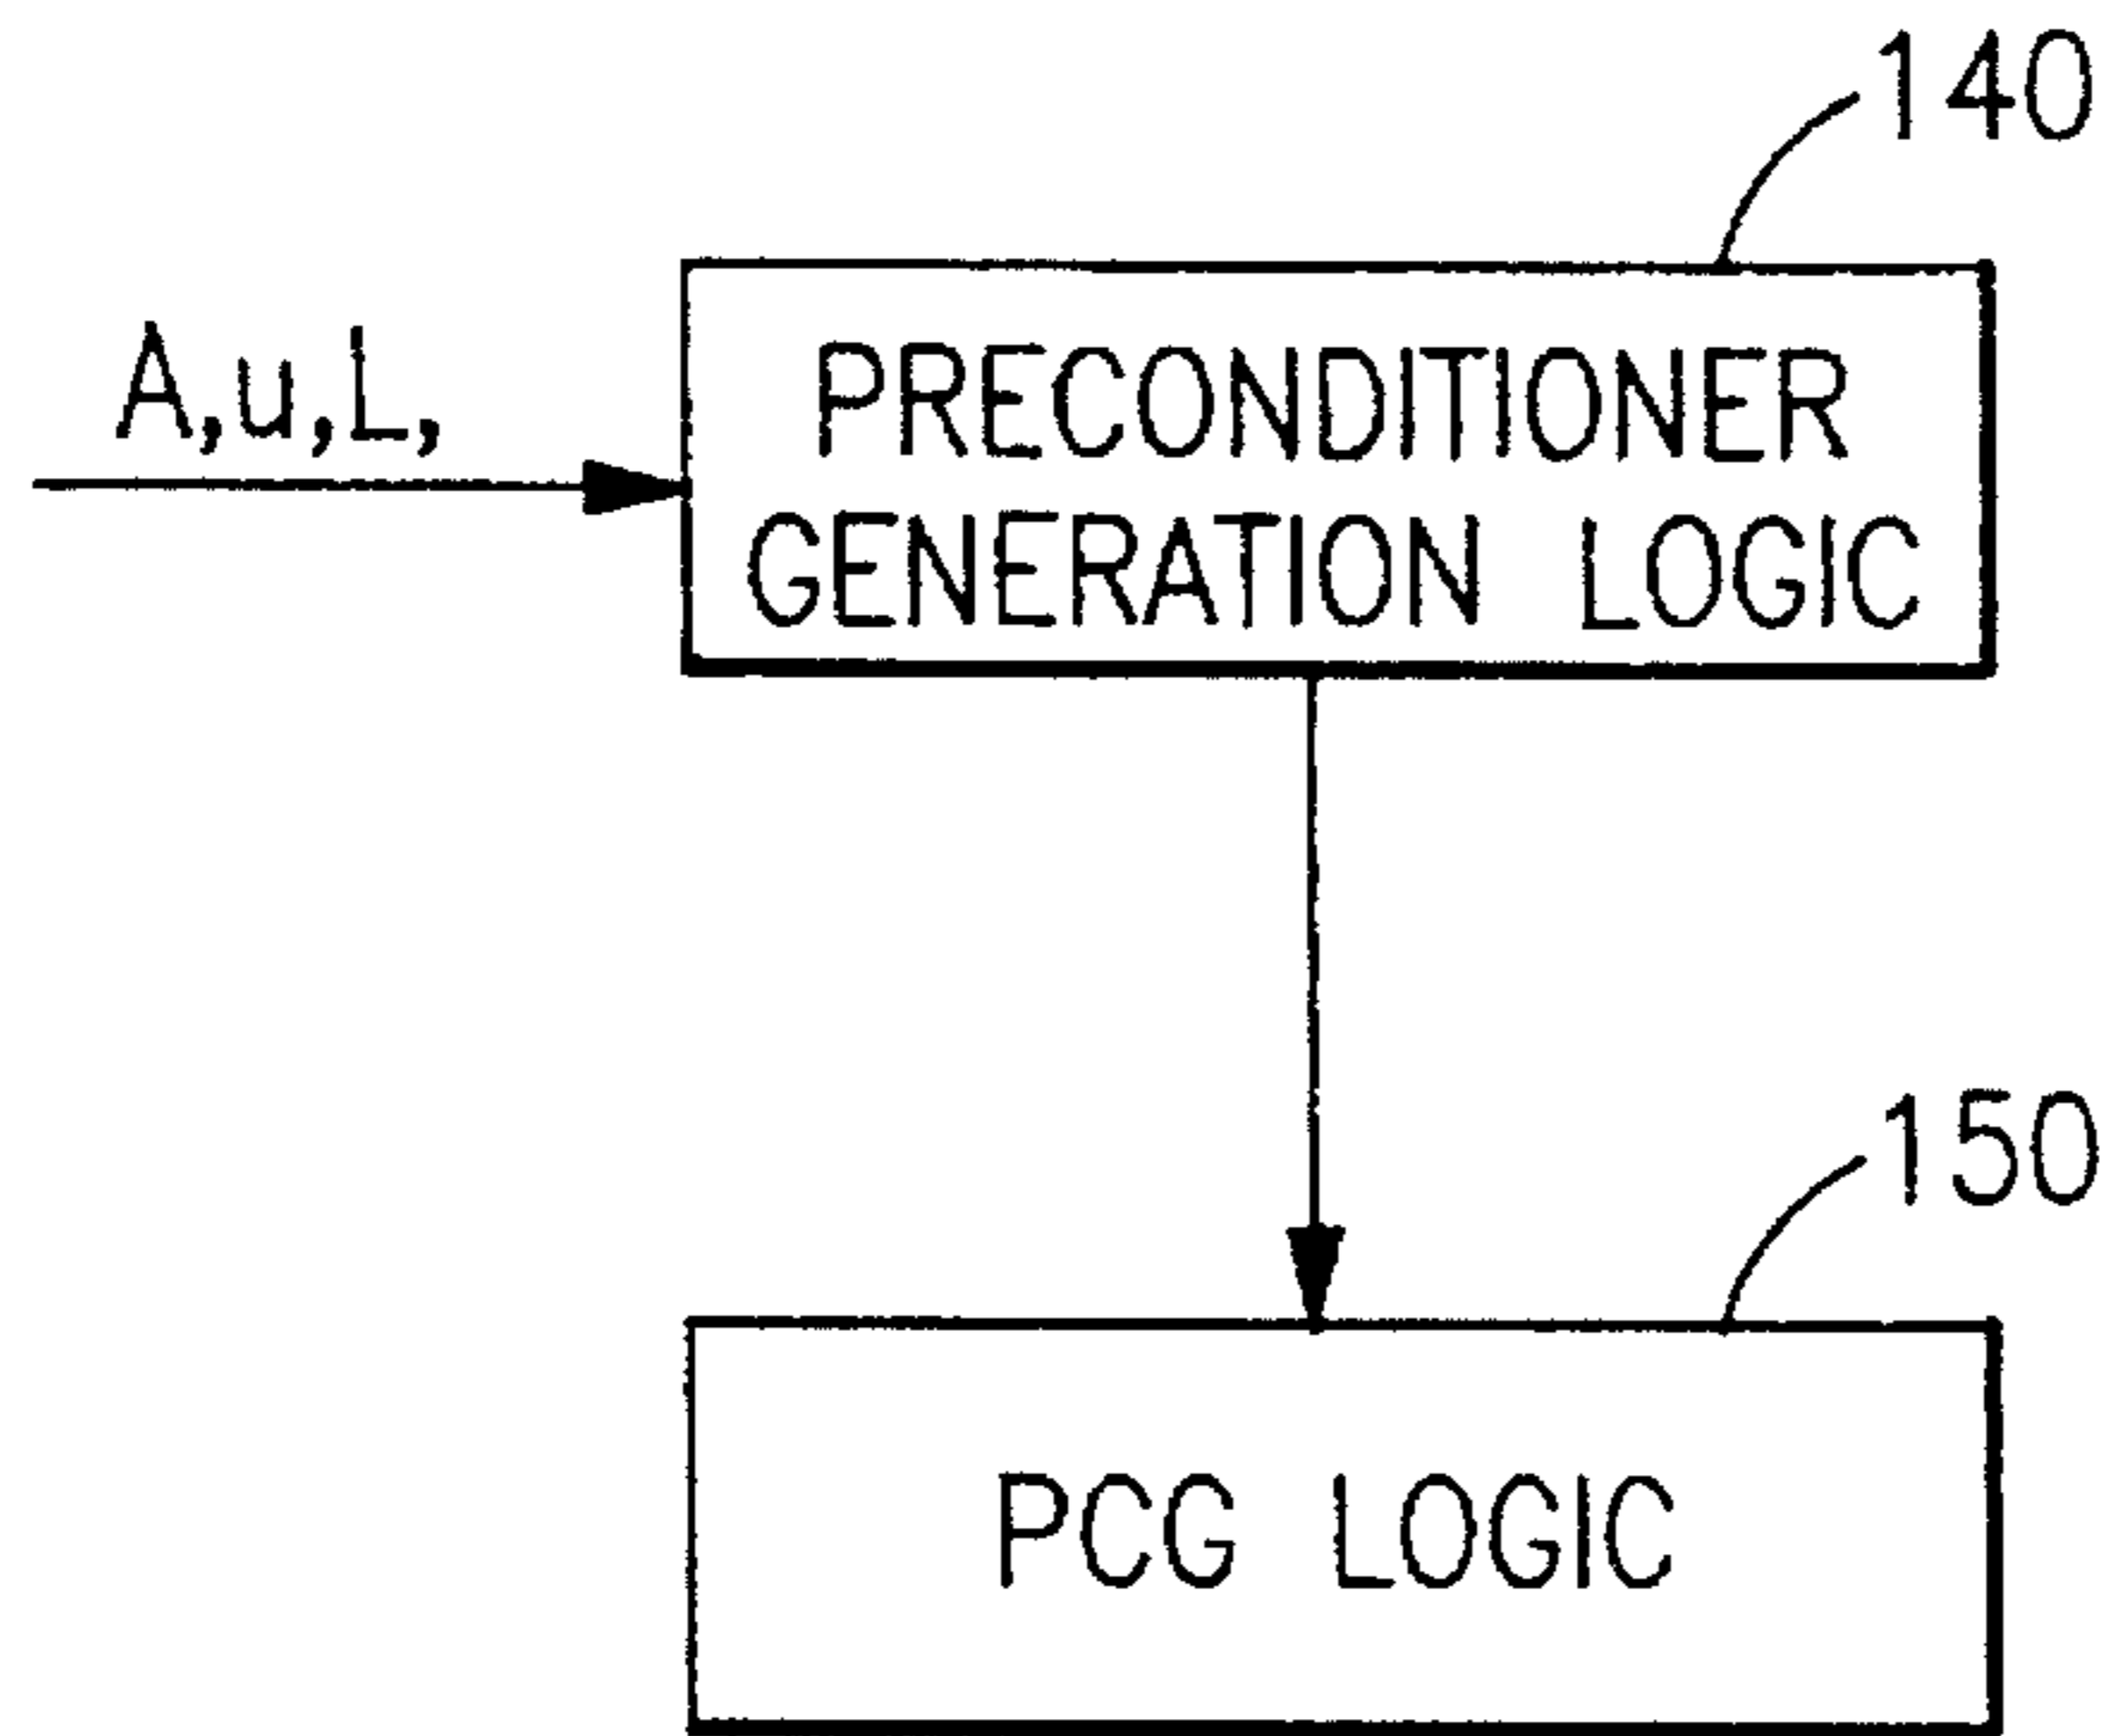 140
A,u,L,
PRECONDITIONER
GENERATION LOGIC
150
PCG LOGIC